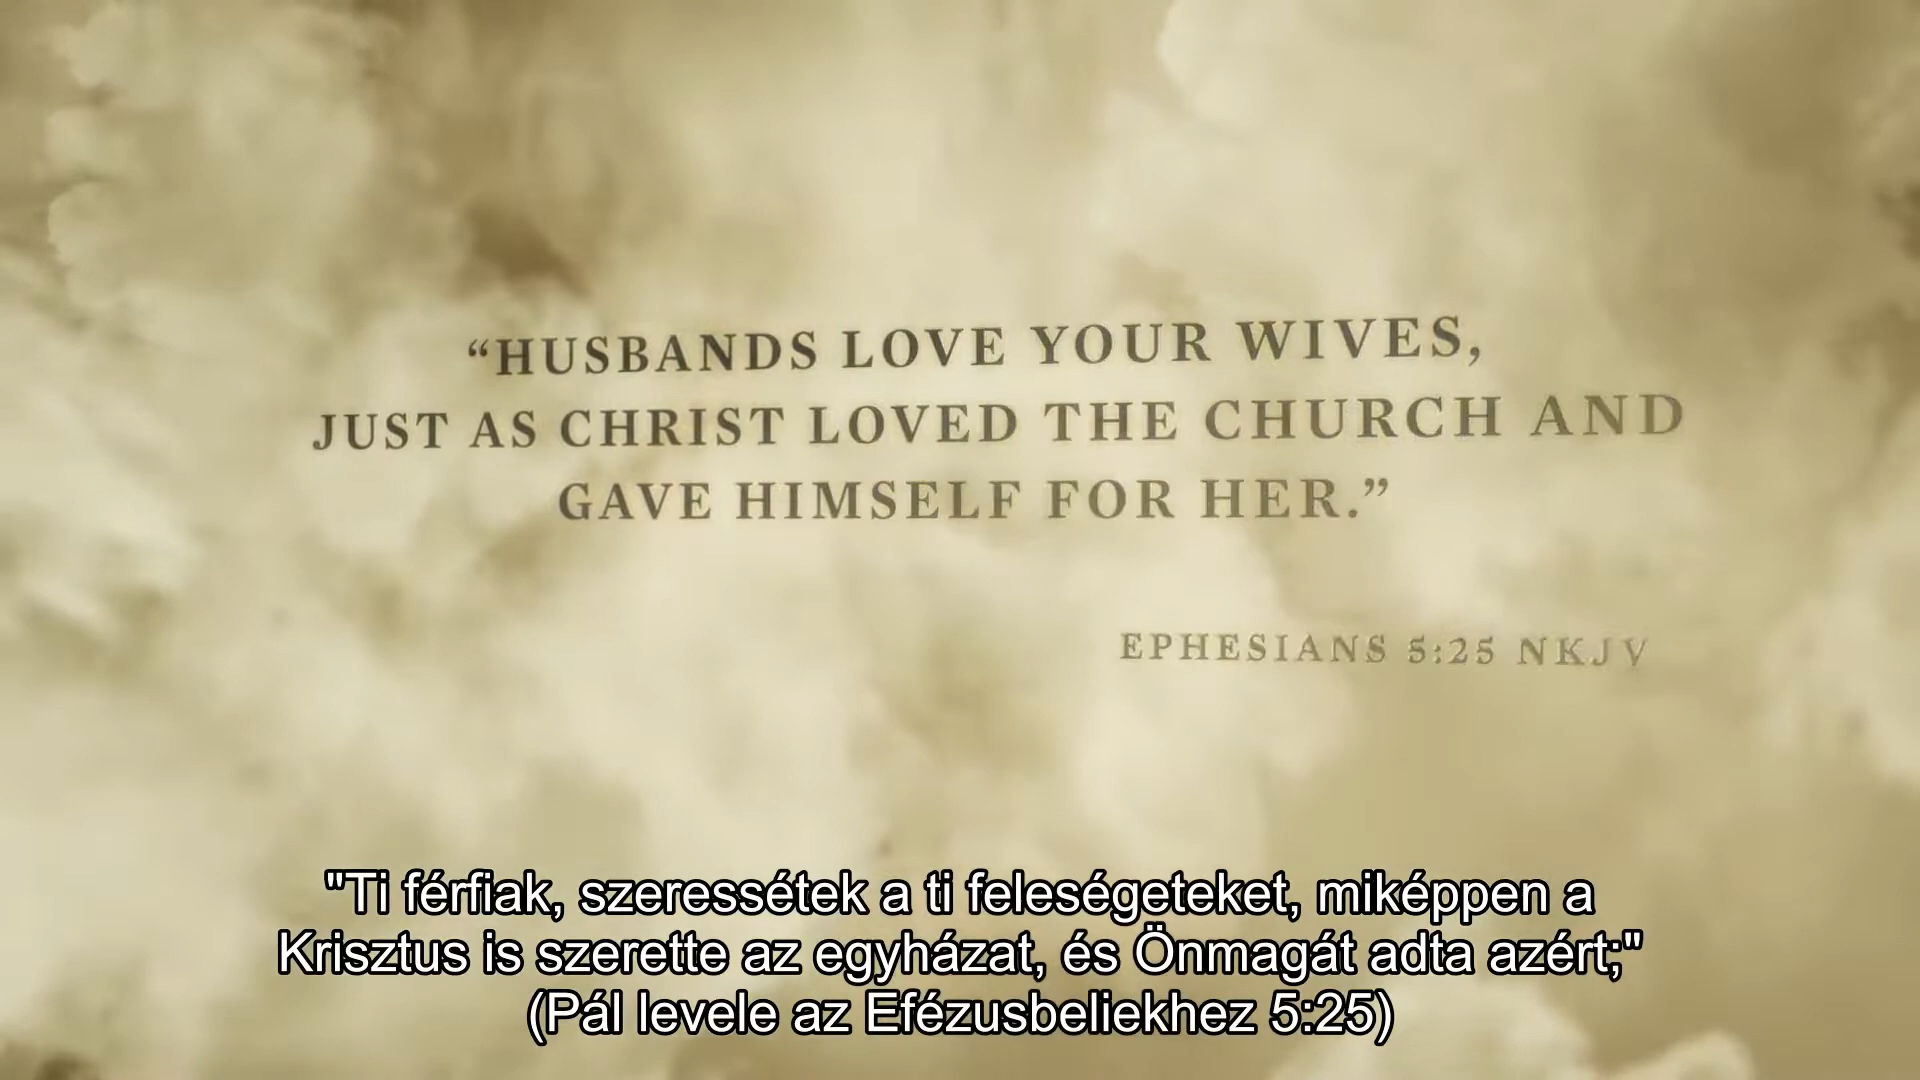 “HUSBANDS LOVE YOUR WIVES,
JUST AS CHRIST LOVED THE CHURCH AND
GAVE HIMSELF FOR HER.”
EPHESIANS 5:25 NKJV
"Ti férfiak, szeressétek a ti feleségeteket, miképpen a
Krisztus is szerette az egyházat, és Önmagát adta azért;"
(Pál levele az Efézusbeliekhez 5:25)